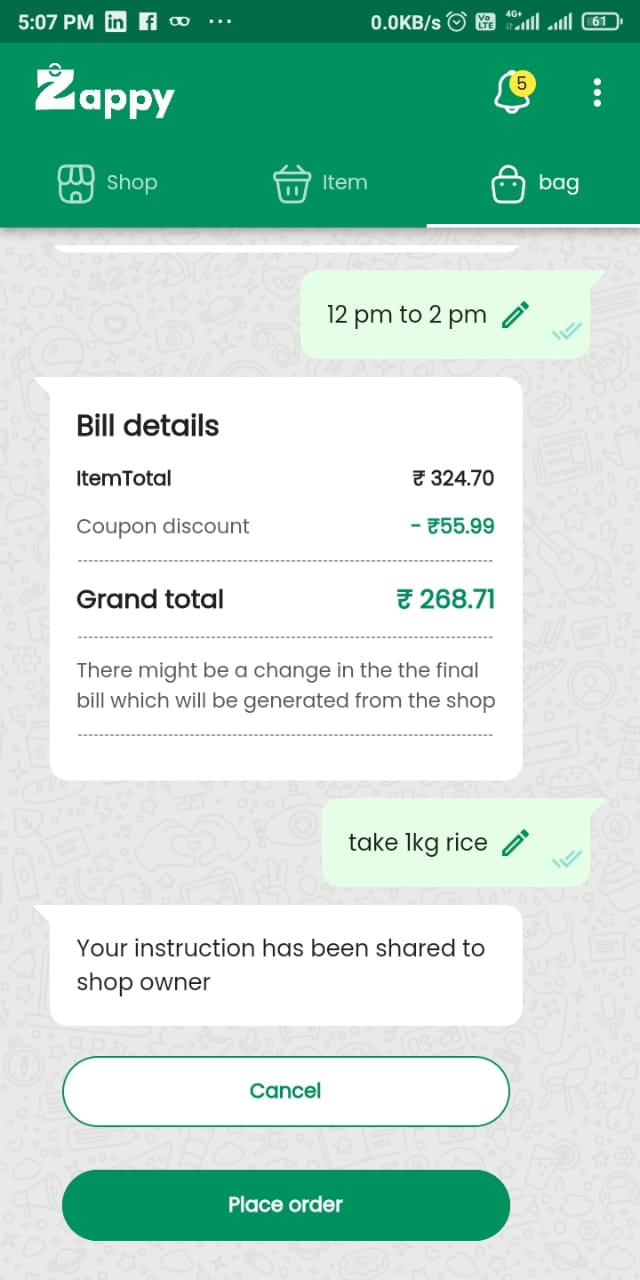 5:07 PM in f ... 0.0KB/s Vo LTE 4G+ 61
Zappy 5
Shop Item bag
12 pm to 2 pm
Bill details
ItemTotal ₹ 324.70
Coupon discount - ₹55.99
Grand total ₹ 268.71
There might be a change in the the final
bill which will be generated from the shop
take 1kg rice
Your instruction has been shared to
shop owner
Cancel
Place order